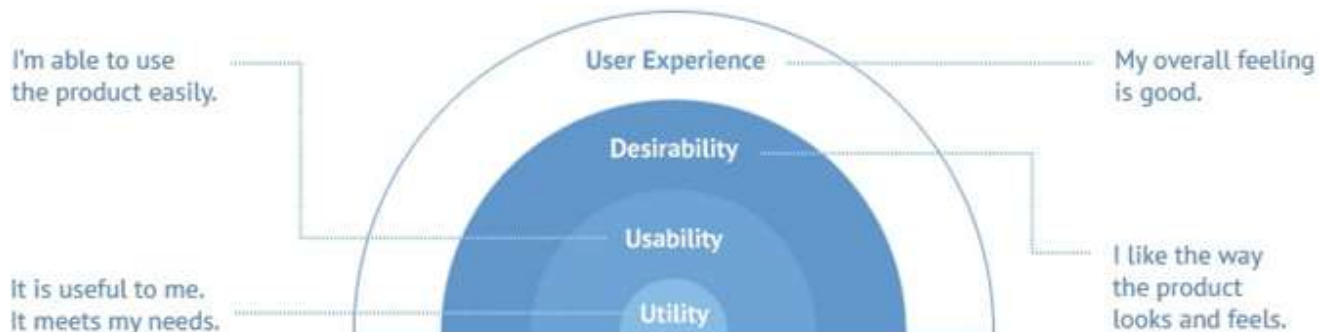 I'm able to use
the product easily.
User Experience
My overall feeling
is good.
Desirability
Usability
I like the way
the product
looks and feels.
It is useful to me.
It meets my needs.
Utility